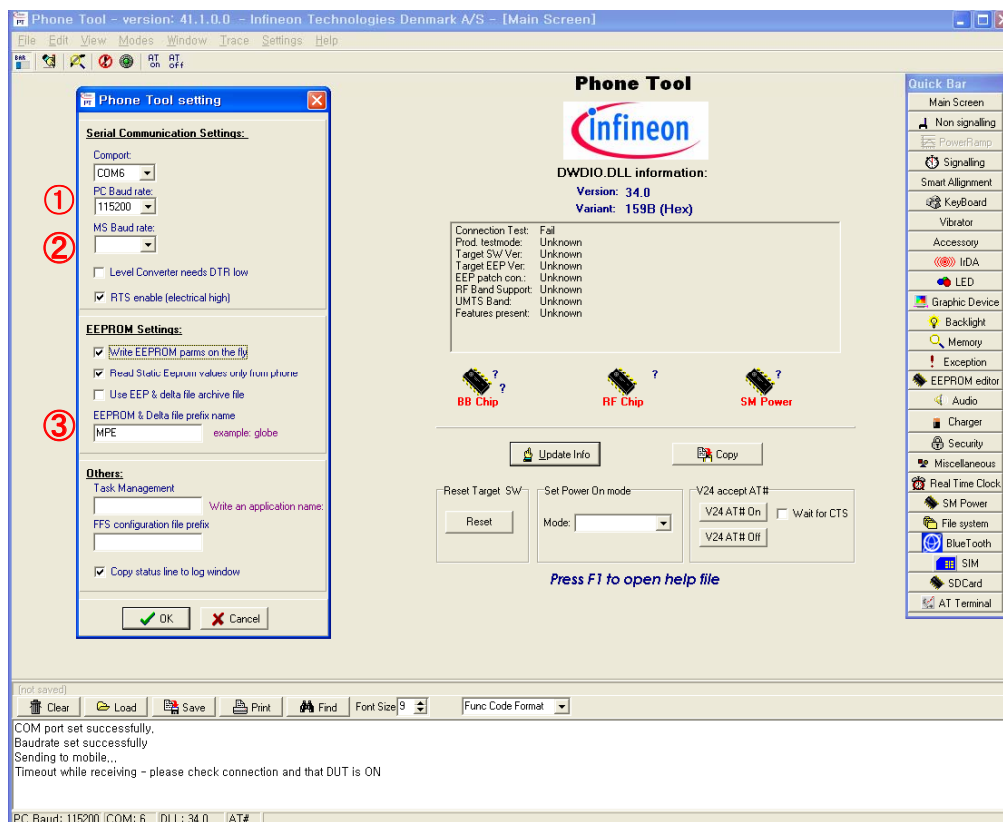 Phone Tool - version: 41.1.0.0 - Infineon Technologies Denmark A/S - [Main Screen]
File Edit View Modes Window Trace Settings Help
BAR AT on AT off
Phone Tool setting
Serial Communication Settings:
Comport:
COM6
① PC Baud rate:
115200
② MS Baud rate:
Level Converter needs DTR low
RTS enable (electrical high)
EEPROM Settings:
Write EEPROM parms on the fly
Read Static Eeprom values only from phone
Use EEP & delta file archive file
③ EEPROM & Delta file prefix name
MPE example: globe
Others:
Task Management
Write an application name:
FFS configuration file prefix
Copy status line to log window
OK Cancel
Phone Tool
infineon
DWDIO.DLL information:
Version: 34.0
Variant: 159B (Hex)
Connection Test: Fail
Prod. testmode: Unknown
Target SW Ver: Unknown
Target EEP Ver: Unknown
EEP patch con.: Unknown
RF Band Support: Unknown
UMTS Band: Unknown
Features present: Unknown
? ? ? ?
BB Chip RF Chip SM Power
Update Info Copy
Reset Target SW Set Power On mode V24 accept AT#
Reset Mode: V24 AT# On Wait for CTS
V24 AT# Off
Press F1 to open help file
Quick Bar
Main Screen
Non signalling
PowerRamp
Signalling
Smart Allignment
KeyBoard
Vibrator
Accessory
IrDA
LED
Graphic Device
Backlight
Memory
Exception
EEPROM editor
Audio
Charger
Security
Miscellaneous
Real Time Clock
SM Power
File system
BlueTooth
SIM
SDCard
AT Terminal
(not saved)
Clear Load Save Print Find Font Size 9 Func Code Format
COM port set successfully,
Baudrate set successfully
Sending to mobile,,,
Timeout while receiving - please check connection and that DUT is ON
PC Baud: 115200 COM: 6 DLL: 34.0 AT#